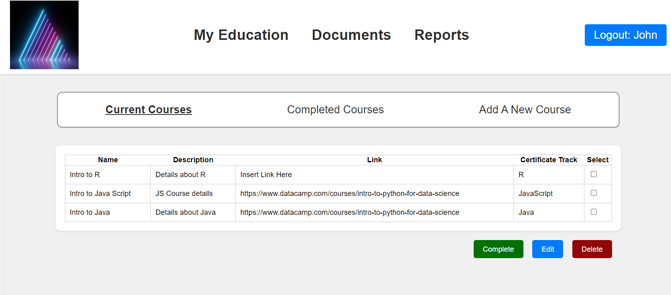 My Education Documents Reports Logout: John
Current Courses Completed Courses Add A New Course
Name Description Link Certificate Track Select
Intro to R Details about R Insert Link Here R
Intro to Java Script JS Course details https://www.datacamp.com/courses/intro-to-python-for-data-science JavaScript
Intro to Java Details about Java https://www.datacamp.com/courses/intro-to-python-for-data-science Java
Complete Edit Delete